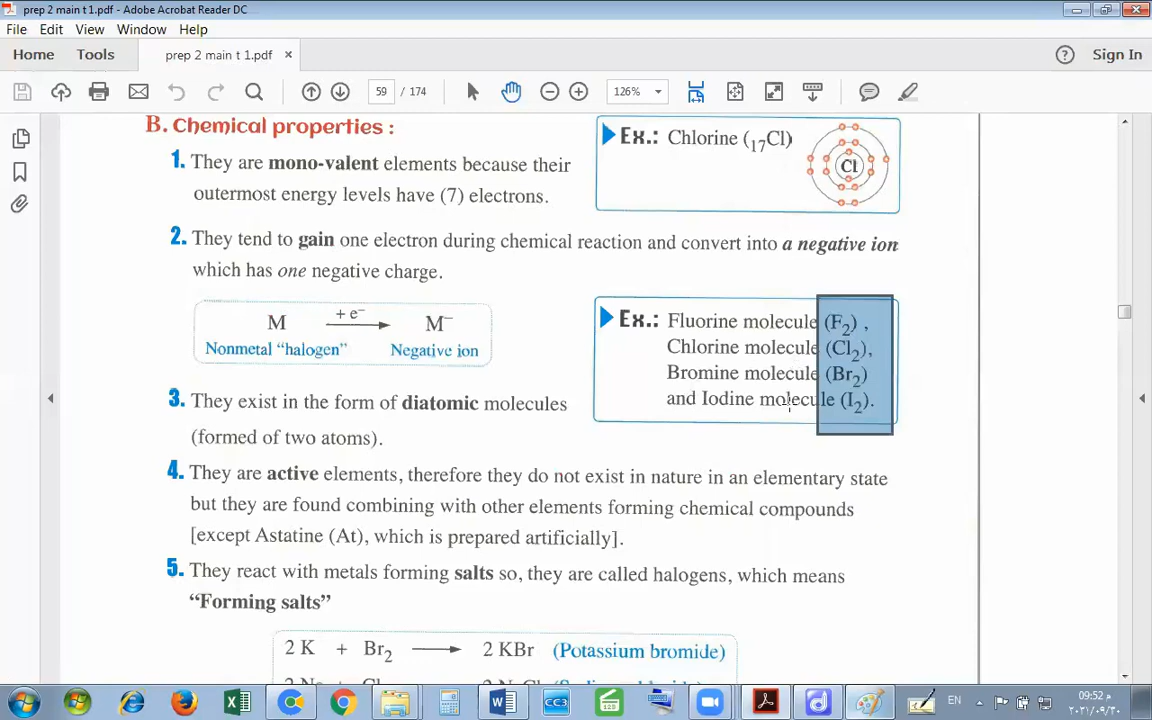 prep 2 main t 1.pdf - Adobe Acrobat Reader DC
File Edit View Window Help
Home Tools prep 2 main t 1.pdf × Sign In
59 / 174 126%
B. Chemical properties :
1. They are mono-valent elements because their
outermost energy levels have (7) electrons.
Ex.: Chlorine (₁₇Cl)
Cl
2. They tend to gain one electron during chemical reaction and convert into a negative ion
which has one negative charge.
M + e⁻ → M⁻
Nonmetal “halogen” Negative ion
Ex.: Fluorine molecule (F₂) ,
Chlorine molecule (Cl₂),
Bromine molecule (Br₂)
and Iodine molecule (I₂).
3. They exist in the form of diatomic molecules
(formed of two atoms).
4. They are active elements, therefore they do not exist in nature in an elementary state
but they are found combining with other elements forming chemical compounds
[except Astatine (At), which is prepared artificially].
5. They react with metals forming salts so, they are called halogens, which means
“Forming salts”
2 K + Br₂ → 2 KBr (Potassium bromide)
EN
09:52 م
٢٠٢١/٠٩/٣٠